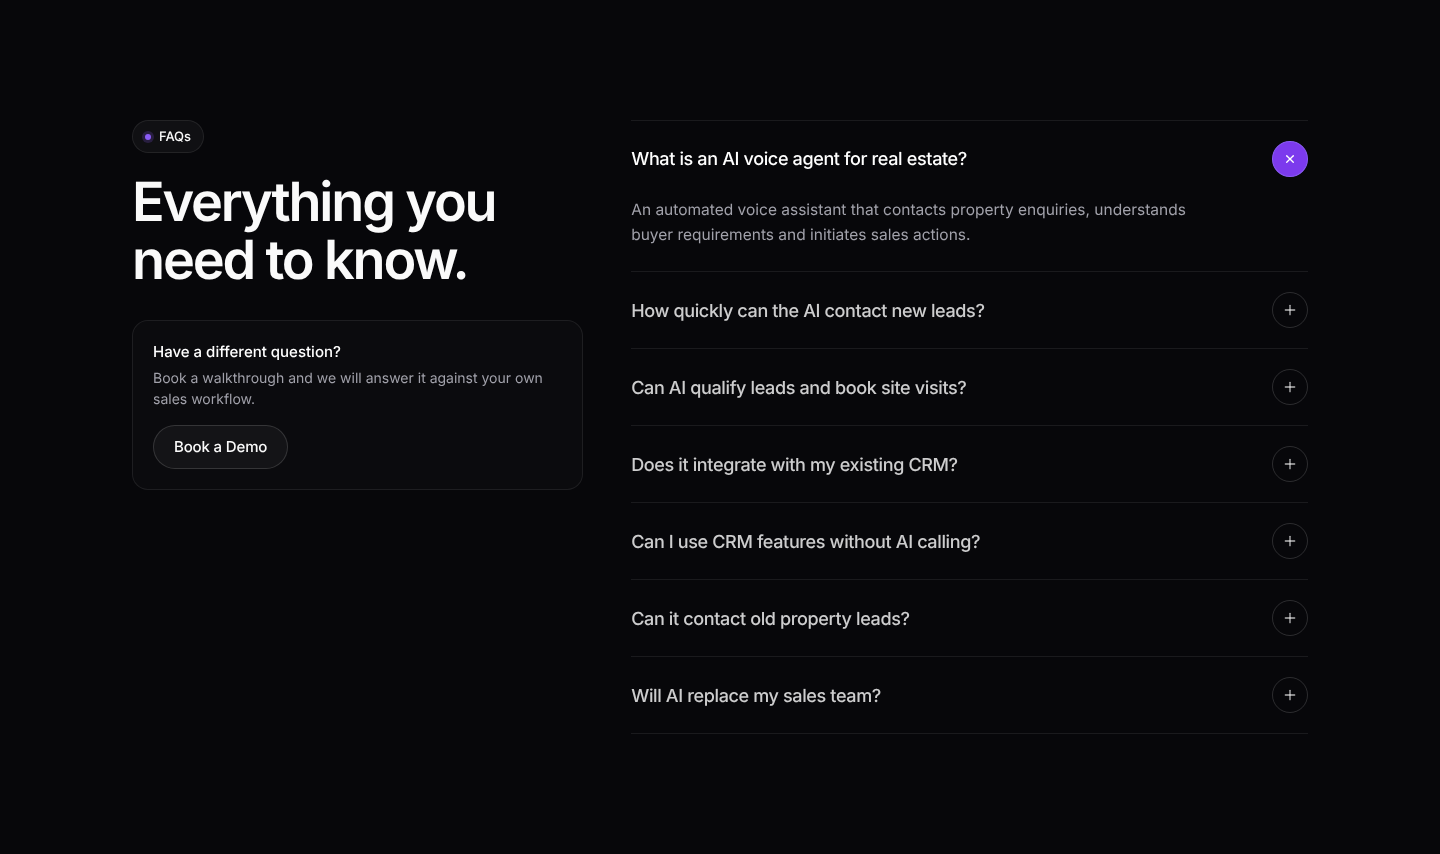 FAQs
Everything you
need to know.
Have a different question?
Book a walkthrough and we will answer it against your own
sales workflow.
Book a Demo
What is an AI voice agent for real estate?
An automated voice assistant that contacts property enquiries, understands
buyer requirements and initiates sales actions.
How quickly can the AI contact new leads?
Can AI qualify leads and book site visits?
Does it integrate with my existing CRM?
Can I use CRM features without AI calling?
Can it contact old property leads?
Will AI replace my sales team?